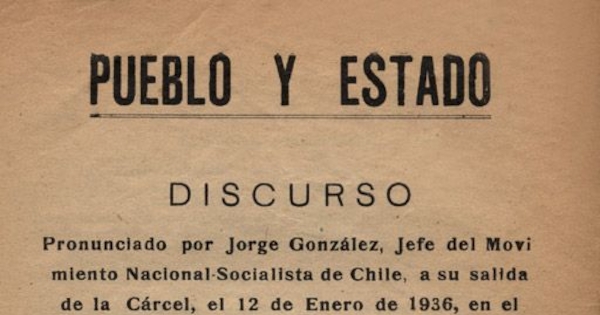 PUEBLO Y ESTADO
DISCURSO
Pronunciado por Jorge González, Jefe del Movi
miento Nacional-Socialista de Chile, a su salida
de la Cárcel, el 12 de Enero de 1936, en el